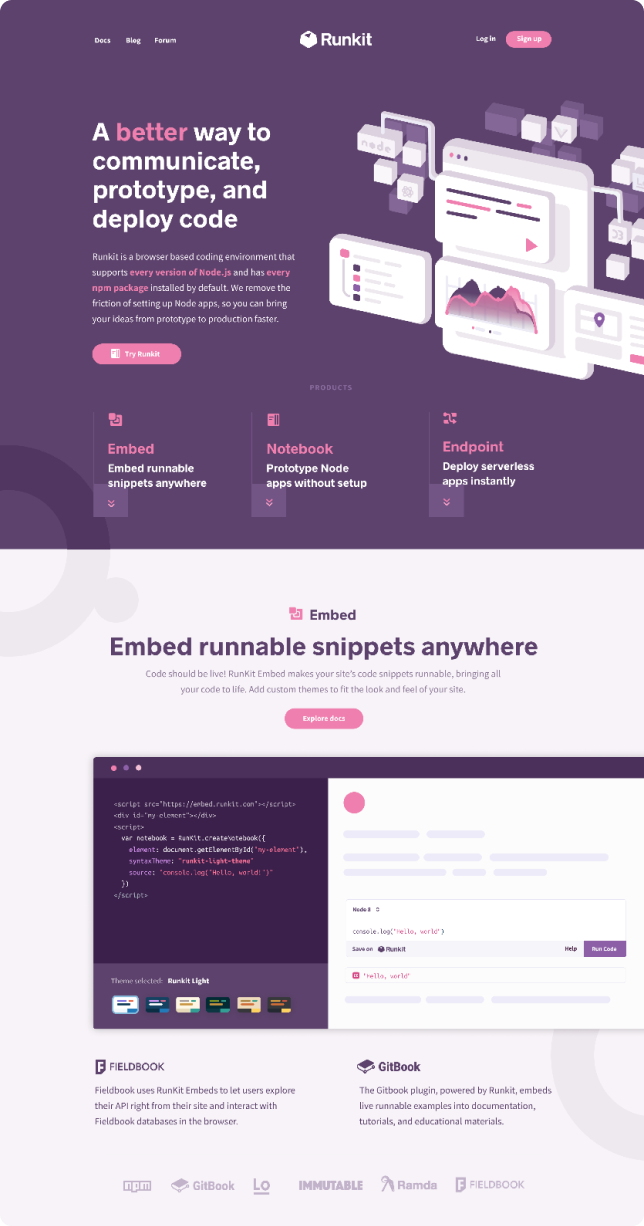 Docs
Blog
Forum
Runkit
Log in
Sign up
A better way to
communicate,
prototype, and
deploy code
Runkit is a browser based coding environment that
supports every version of Node.js and has every
npm package installed by default. We remove the
friction of setting up Node apps, so you can bring
your ideas from prototype to production faster.
Try Runkit
node
PRODUCTS
Embed
Embed runnable
snippets anywhere
Notebook
Prototype Node
apps without setup
Endpoint
Deploy serverless
apps instantly
Embed
Embed runnable snippets anywhere
Code should be live! RunKit Embed makes your site's code snippets runnable, bringing all
your code to life. Add custom themes to fit the look and feel of your site.
Explore docs
<script src="https://embed.runkit.com"></script>
<div id="my-element"></div>
<script>
var notebook = RunKit.createNotebook({
element: document.getElementById("my-element"),
syntaxTheme: "runkit-light-theme"
source: "console.log("Hello, world!")"
})
</script>
Theme selected: Runkit Light
Node 8
console.log("Hello, world")
Save on Runkit
Help
Run Code
"Hello, world"
FIELDBOOK
Fieldbook uses RunKit Embeds to let users explore
their API right from their site and interact with
Fieldbook databases in the browser.
GitBook
The Gitbook plugin, powered by Runkit, embeds
live runnable examples into documentation,
tutorials, and educational materials.
npm
GitBook
Lo
IMMUTABLE
Ramda
FIELDBOOK